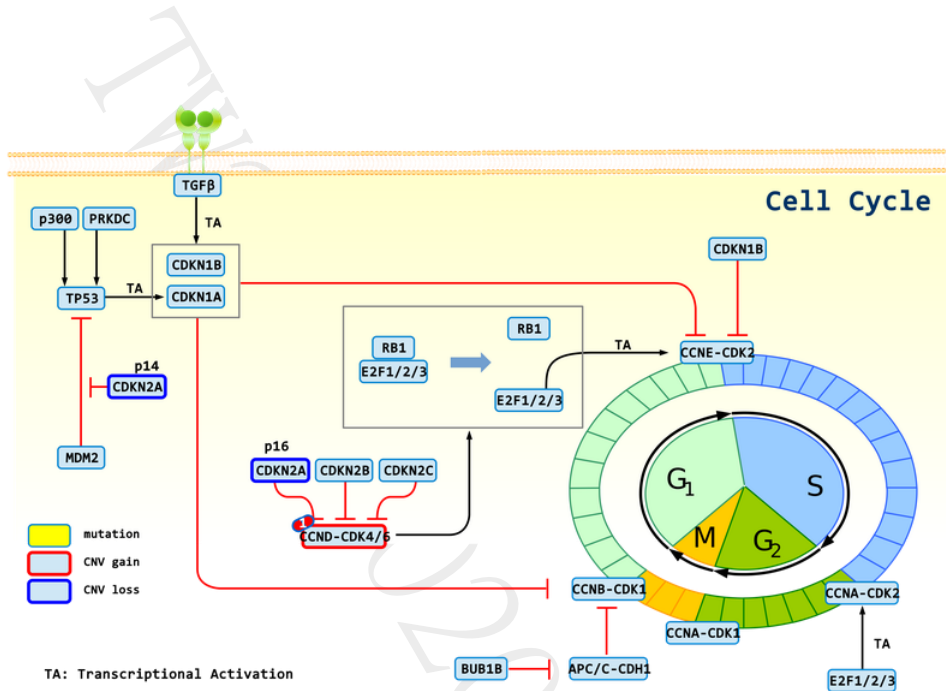 TGFβ
Cell Cycle
p300
PRKDC
TA
CDKN1B
CDKN1B
TP53
TA
CDKN1A
RB1
RB1
E2F1/2/3
TA
CCNE-CDK2
p14
CDKN2A
E2F1/2/3
MDM2
p16
CDKN2A
CDKN2B
CDKN2C
1
CCND-CDK4/6
G1
S
M
G2
mutation
CNV gain
CNV loss
CCNB-CDK1
CCNA-CDK2
CCNA-CDK1
TA
BUB1B
APC/C-CDH1
E2F1/2/3
TA: Transcriptional Activation